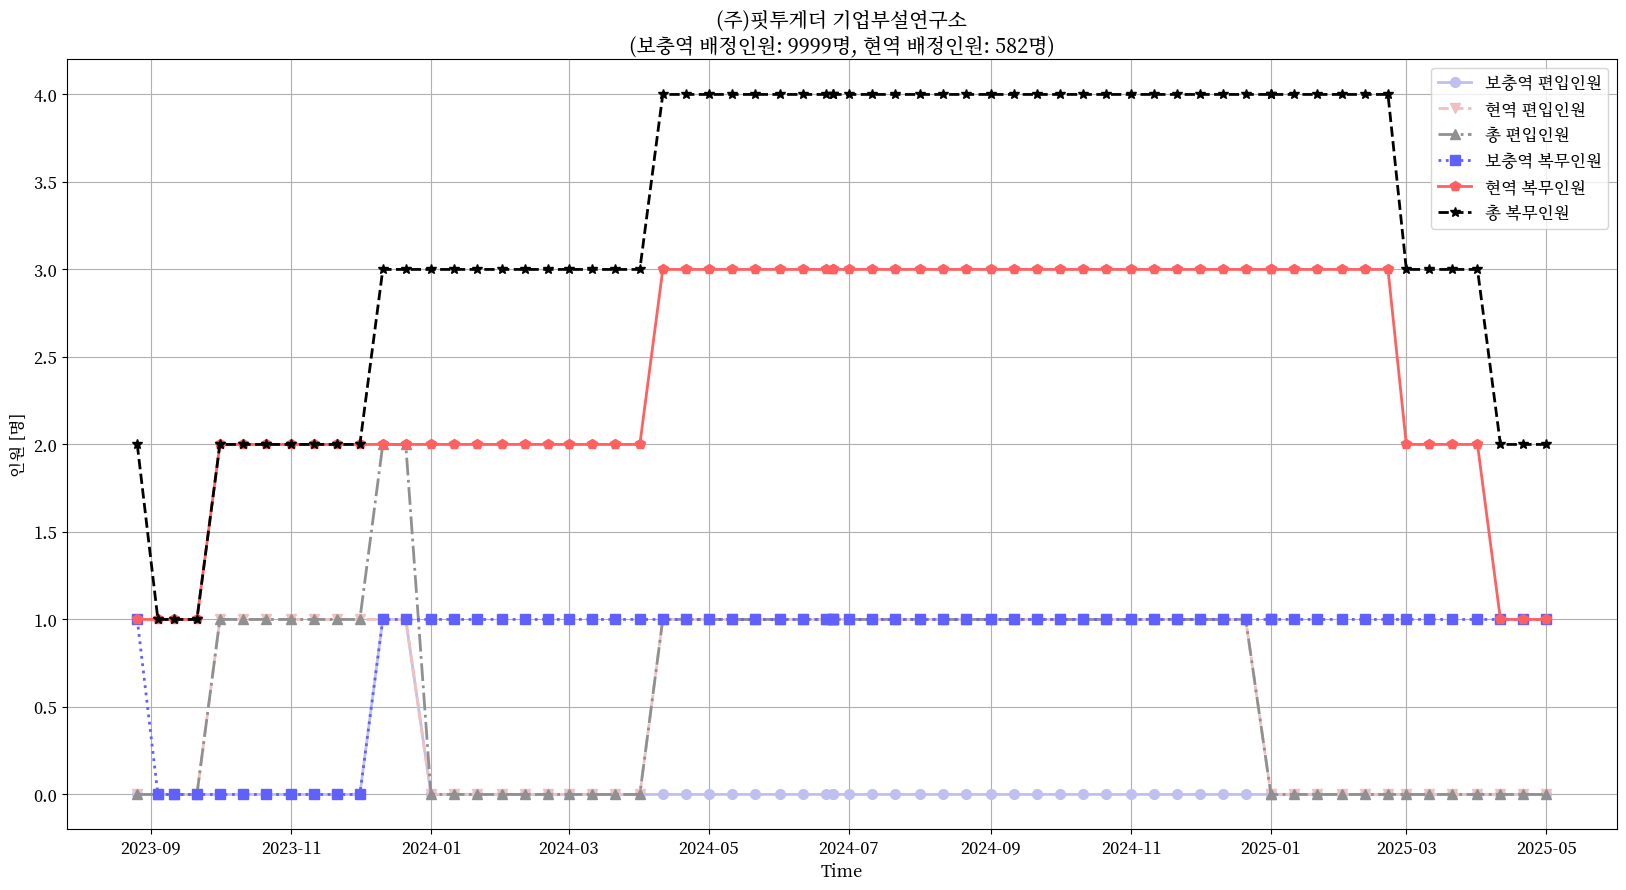 (주)핏투게더 기업부설연구소
(보충역 배정인원: 9999명, 현역 배정인원: 582명)
보충역 편입인원
현역 편입인원
총 편입인원
보충역 복무인원
현역 복무인원
총 복무인원
인원 [명]
4.0
3.5
3.0
2.5
2.0
1.5
1.0
0.5
0.0
2023-09
2023-11
2024-01
2024-03
2024-05
2024-07
2024-09
2024-11
2025-01
2025-03
2025-05
Time